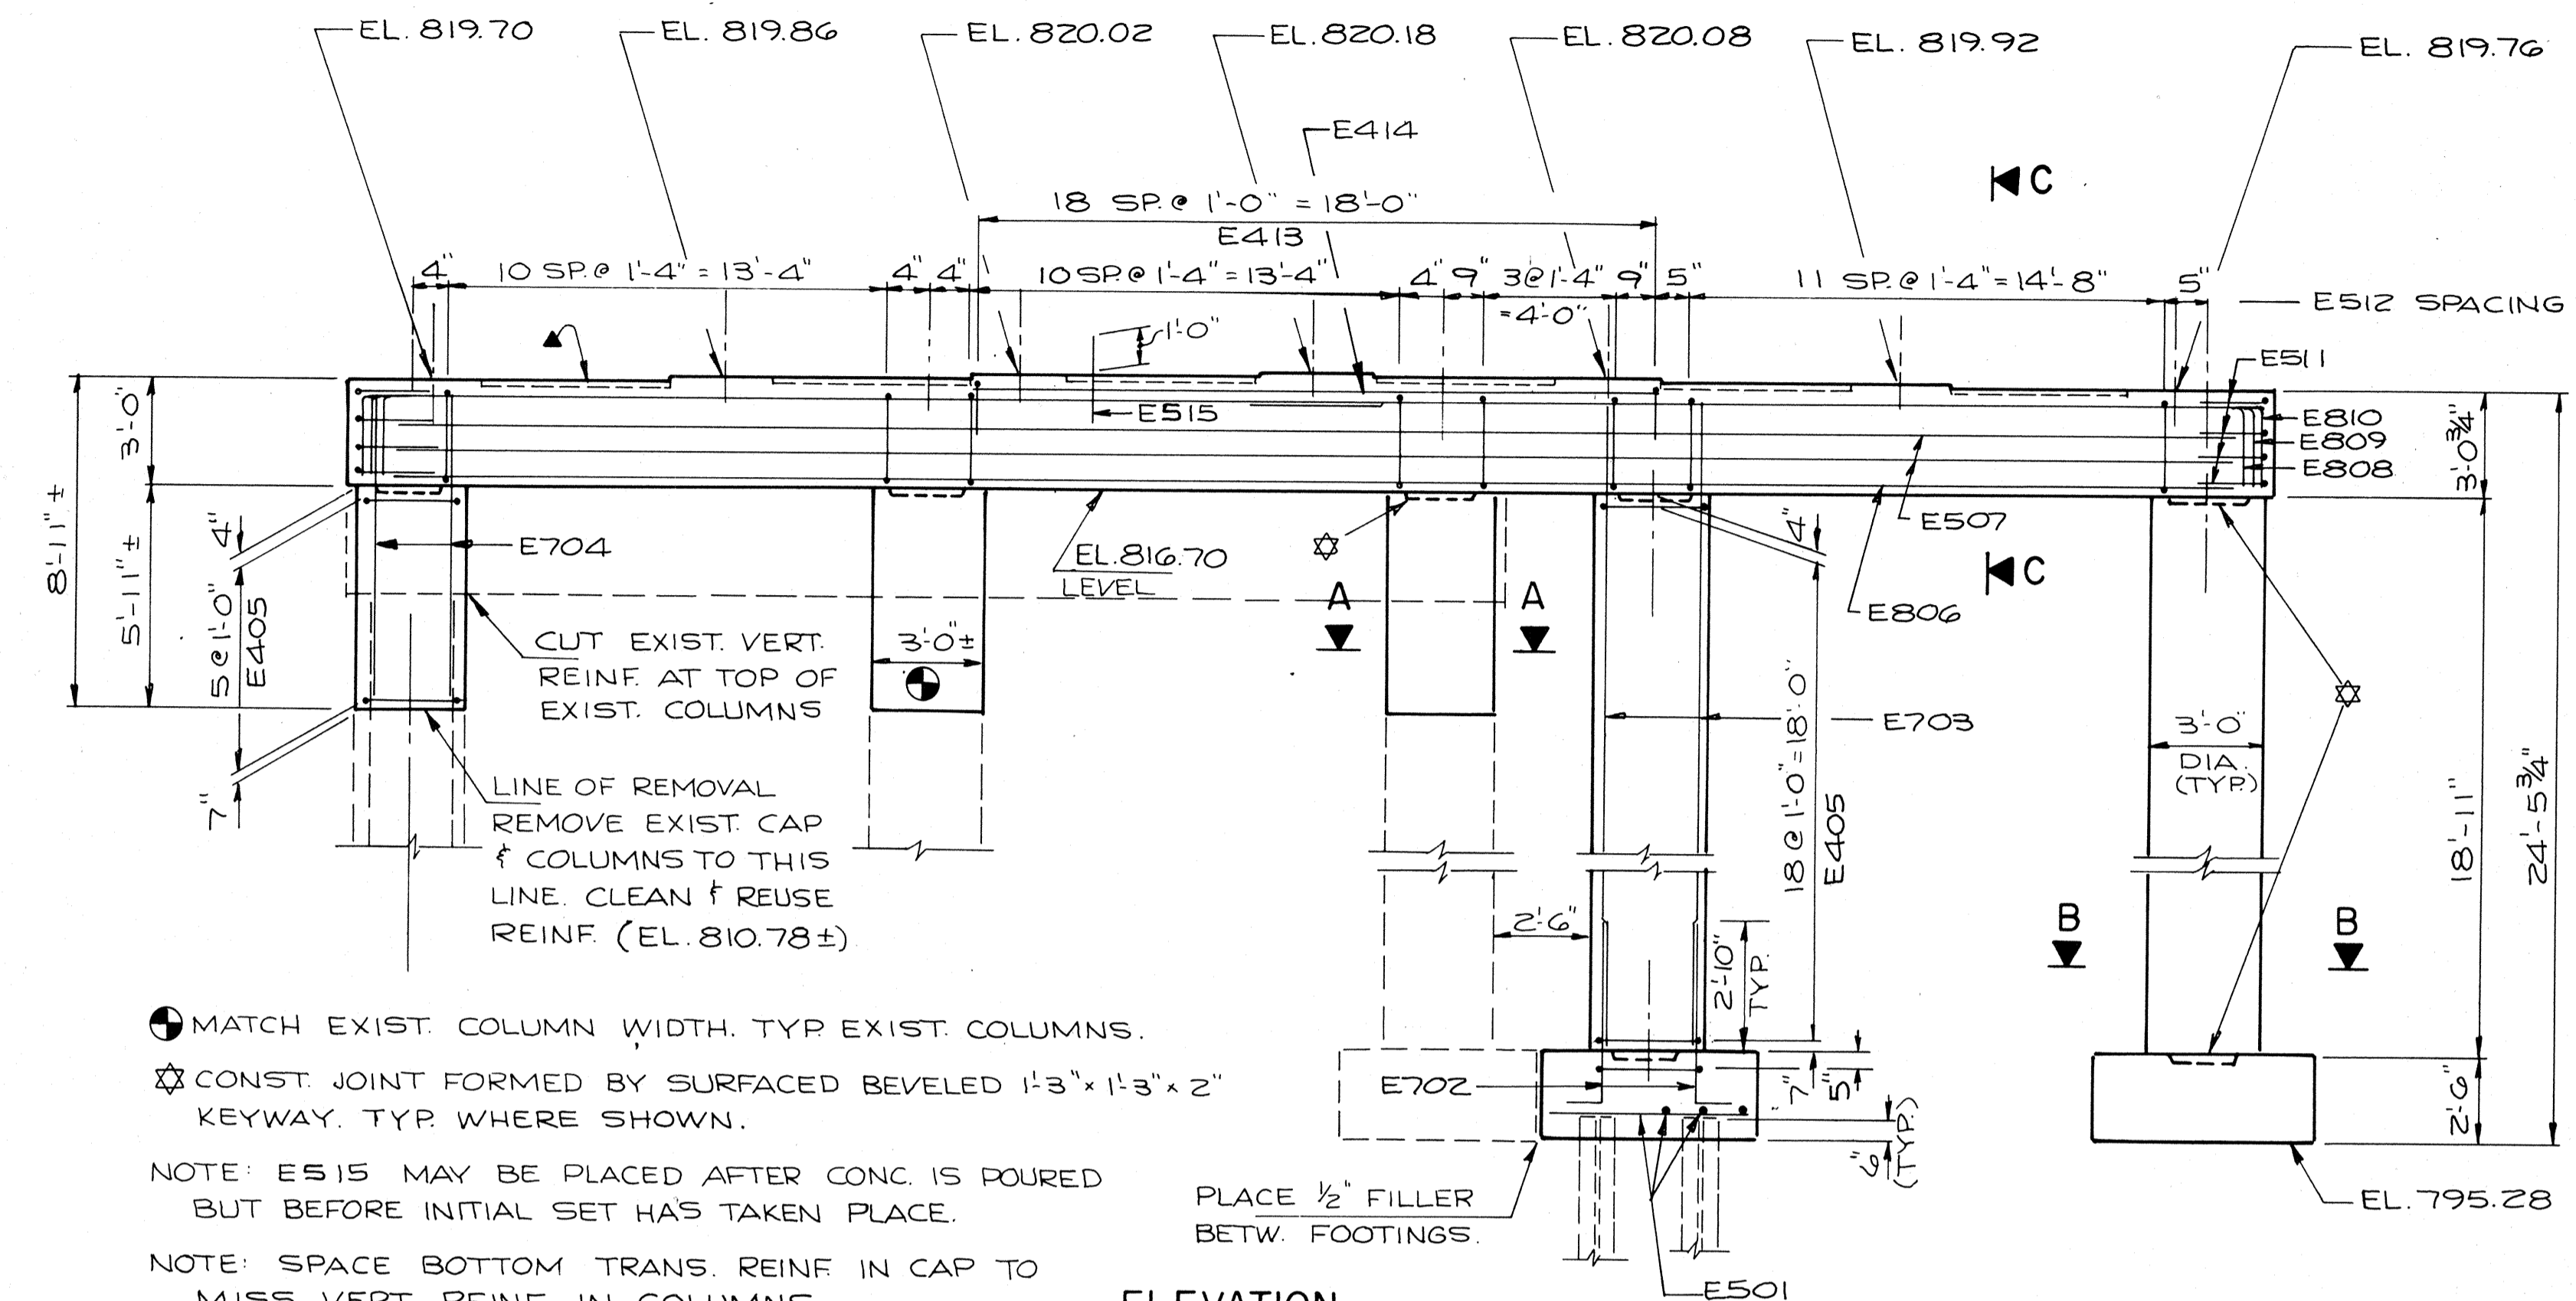 EL. 819.70
EL. 819.86
EL. 820.02
EL. 820.18
EL. 820.08
EL. 819.92
EL. 819.76
E414
C
18 SP. @ 1'-0" = 18'-0"
E413
4"
10 SP. @ 1'-4" = 13'-4"
4"
4"
10 SP. @ 1'-4" = 13'-4"
4"
9"
3@1'-4"
=4'-0"
9"
5"
11 SP. @ 1'-4" = 14'-8"
5"
E512 SPACING
1'-0"
E511
E515
E810
E809
E808
3'-0"
3'-0¾"
8'-11" ±
5'-11" ±
4"
5@1'-0"
E405
7"
E704
EL. 816.70
LEVEL
E507
C
E806
4"
A
A
CUT EXIST. VERT.
REINF. AT TOP OF
EXIST. COLUMNS
3'-0"±
18@1'-0"=18'-0"
E405
E703
3'-0"
DIA.
(TYP.)
18'-11"
24'-5¾"
LINE OF REMOVAL
REMOVE EXIST. CAP
& COLUMNS TO THIS
LINE. CLEAN & REUSE
REINF. (EL. 810.78±)
2'-6"
2'-10"
TYP.
B
B
MATCH EXIST. COLUMN WIDTH. TYP. EXIST. COLUMNS.
CONST. JOINT FORMED BY SURFACED BEVELED 1'-3" x 1'-3" x 2"
KEYWAY. TYP. WHERE SHOWN.
E702
7"
5"
6"
(TYP.)
2'-6"
NOTE: E515 MAY BE PLACED AFTER CONC. IS POURED
BUT BEFORE INITIAL SET HAS TAKEN PLACE.
PLACE ½" FILLER
BETW. FOOTINGS.
EL. 795.28
NOTE: SPACE BOTTOM TRANS. REINF. IN CAP TO
MISS VERT. REINF. IN COLUMNS
E501
ELEVATION